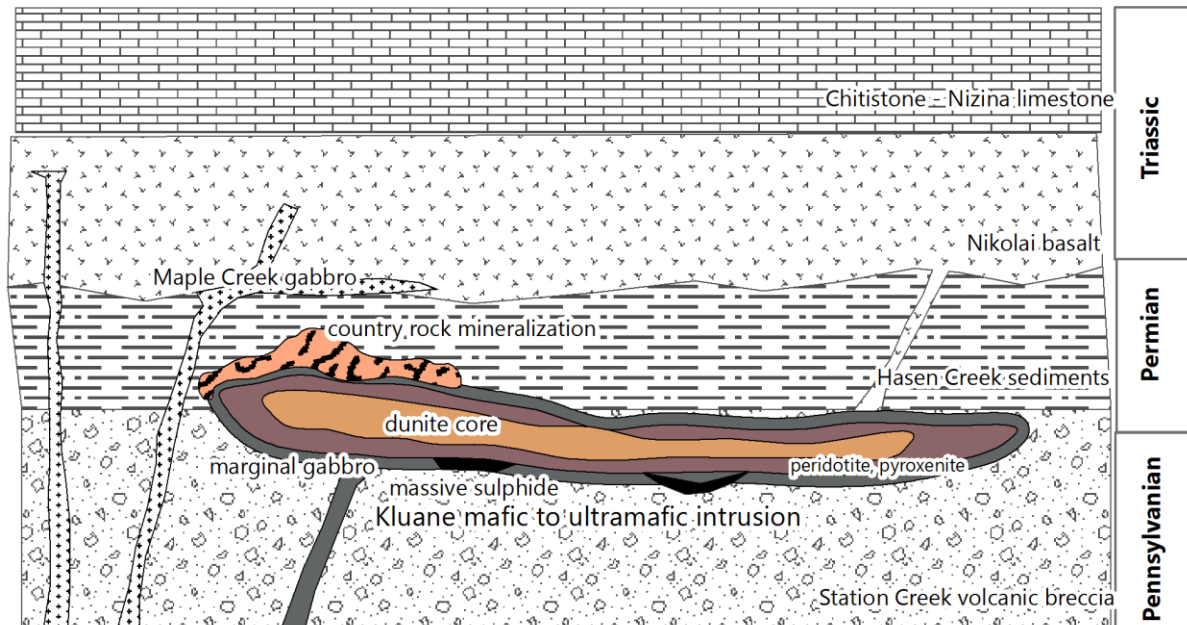 Chitistone - Nizina limestone
Triassic
Nikolai basalt
Maple Creek gabbro
country rock mineralization
Permian
Hasen Creek sediments
dunite core
marginal gabbro
peridotite, pyroxenite
massive sulphide
Kluane mafic to ultramafic intrusion
Pennsylvanian
Station Creek volcanic breccia